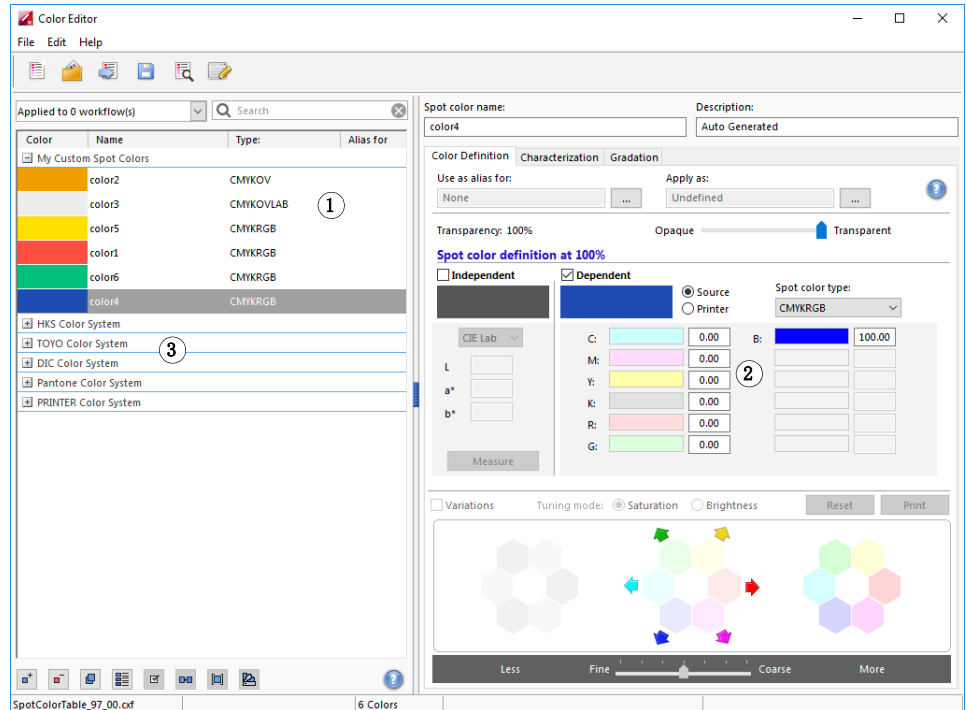 Color Editor
File Edit Help
Applied to 0 workflow(s) Search
Color Name Type: Alias for
My Custom Spot Colors
color2 CMYKOV
color3 CMYKOVLAB ①
color5 CMYKRGB
color1 CMYKRGB
color6 CMYKRGB
color4 CMYKRGB
HKS Color System
TOYO Color System ③
DIC Color System
Pantone Color System
PRINTER Color System
SpotColorTable_97_00.cxf 6 Colors
Spot color name: Description:
color4 Auto Generated
Color Definition Characterization Gradation
Use as alias for: Apply as:
None ... Undefined ...
Transparency: 100% Opaque Transparent
Spot color definition at 100%
Independent Dependent
Source Spot color type:
Printer CMYKRGB
CIE Lab
L
a*
b*
Measure
C: 0.00 B: 100.00
M: 0.00
Y: 0.00 ②
K: 0.00
R: 0.00
G: 0.00
Variations Tuning mode: Saturation Brightness Reset Print
Less Fine Coarse More